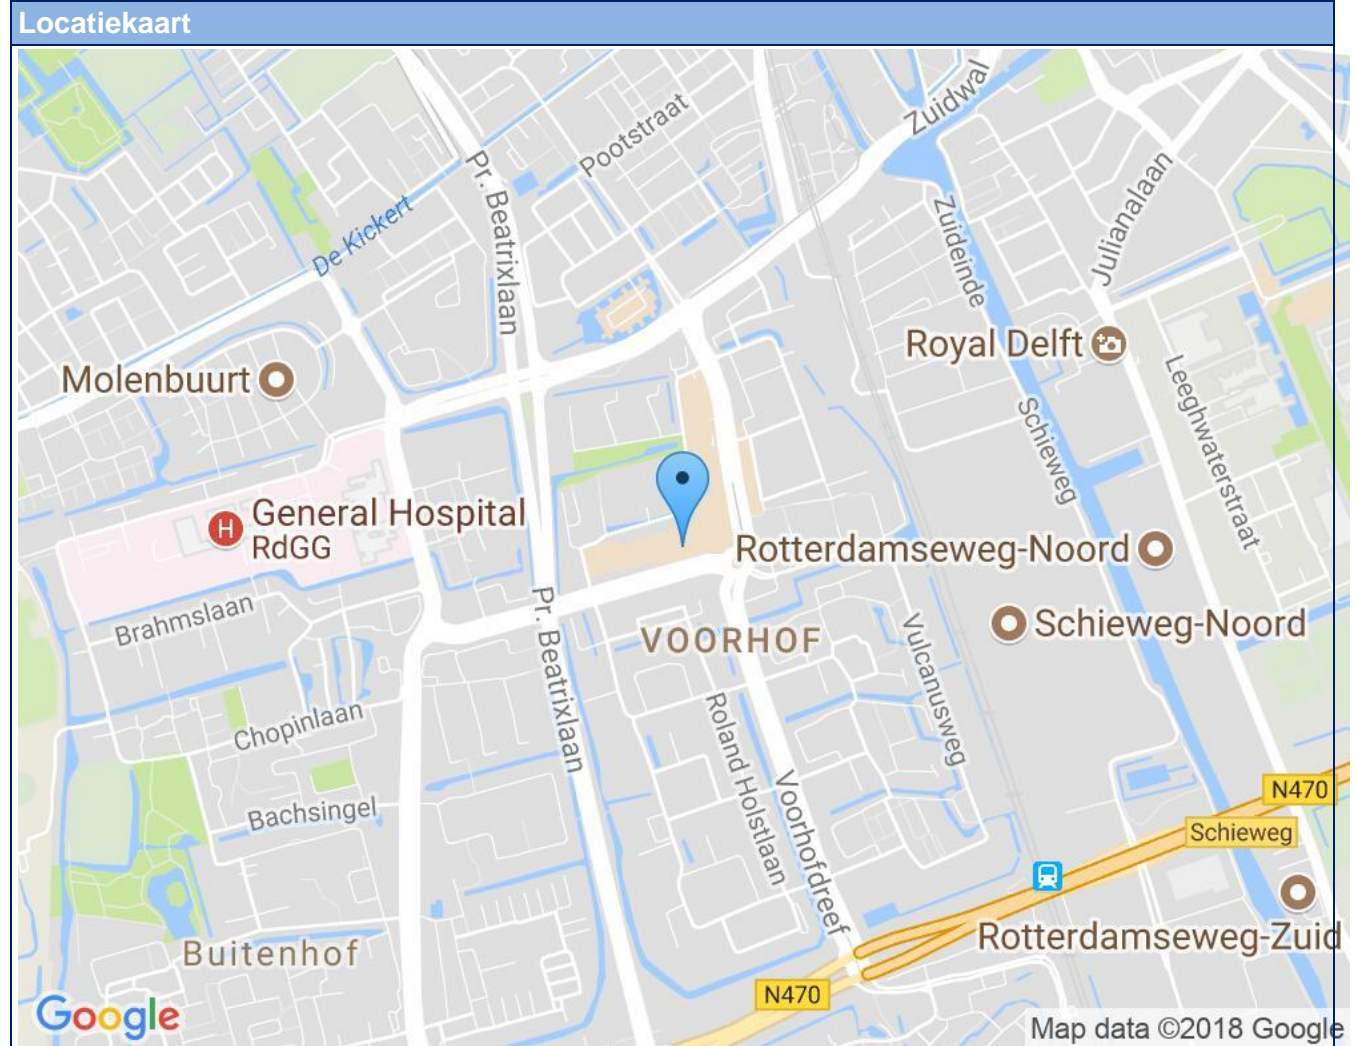 Locatiekaart
Zuidwal
Pootstraat
Pr. Beatrixlaan
De Kickert
Julianalaan
Zuideinde
Royal Delft
Molenbuurt
Leeghwaterstraat
Schieweg
General Hospital
RdGG
H
Rotterdamseweg-Noord
Brahmslaan
Pr. Beatrixlaan
VOORHOF
Schieweg-Noord
Vulcanusweg
Chopinlaan
Roland Holstlaan
Voorhofdreef
Bachsingel
N470
Schieweg
Buitenhof
Rotterdamseweg-Zuid
N470
Google
Map data ©2018 Google